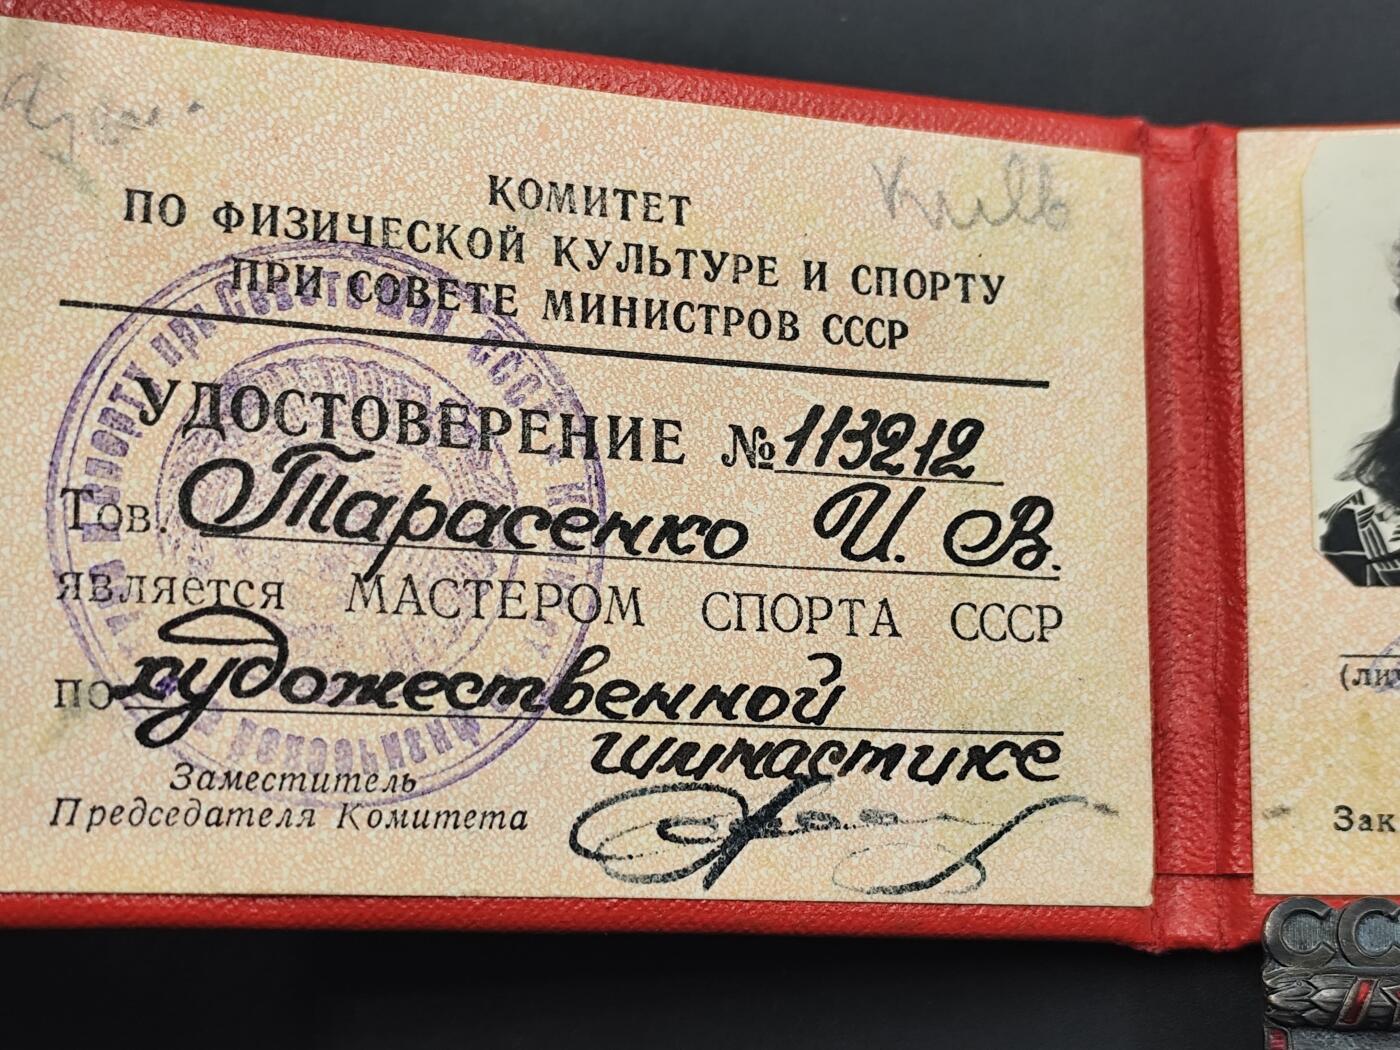 Киев
КОМИТЕТ
ПО ФИЗИЧЕСКОЙ КУЛЬТУРЕ И СПОРТУ
ПРИ СОВЕТЕ МИНИСТРОВ СССР
УДОСТОВЕРЕНИЕ №113212
Тов. Тарасенко И. В.
является МАСТЕРОМ СПОРТА СССР
по художественной
гимнастике
Заместитель
Председателя Комитета